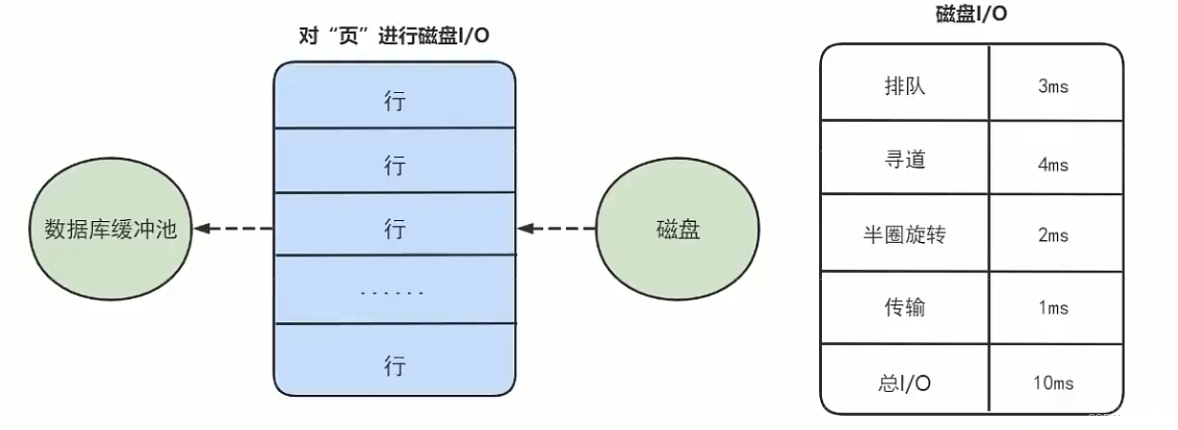 对“页”进行磁盘I/O
行
行
数据库缓冲池
行
磁盘
......
行
磁盘I/O
排队 3ms
寻道 4ms
半圈旋转 2ms
传输 1ms
总I/O 10ms